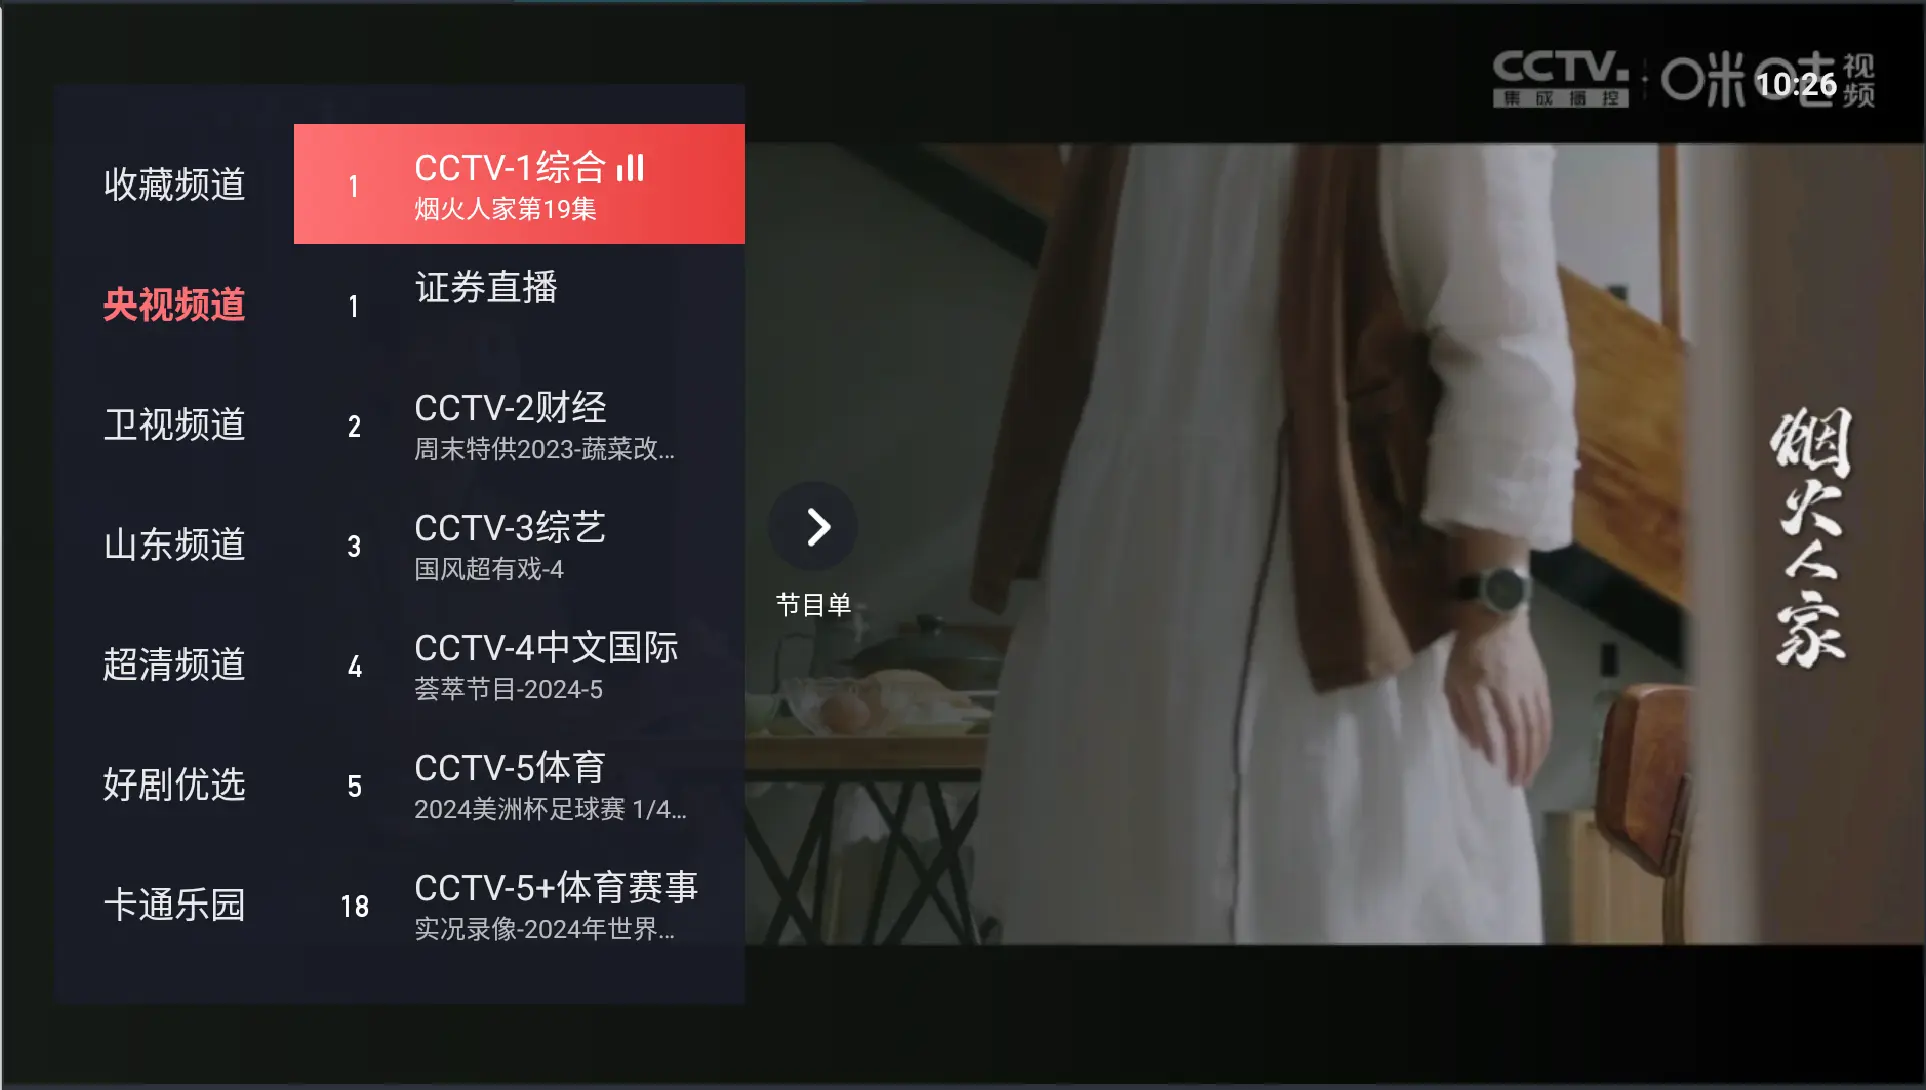 CCTV.
集成播控
咪咕
视频
10:26
收藏频道
央视频道
卫视频道
山东频道
超清频道
好剧优选
卡通乐园
1
CCTV-1综合
烟火人家第19集
1
证券直播
2
CCTV-2财经
周末特供2023-蔬菜改...
3
CCTV-3综艺
国风超有戏-4
4
CCTV-4中文国际
荟萃节目-2024-5
5
CCTV-5体育
2024美洲杯足球赛 1/4...
18
CCTV-5+体育赛事
实况录像-2024年世界...
节目单
烟火人家